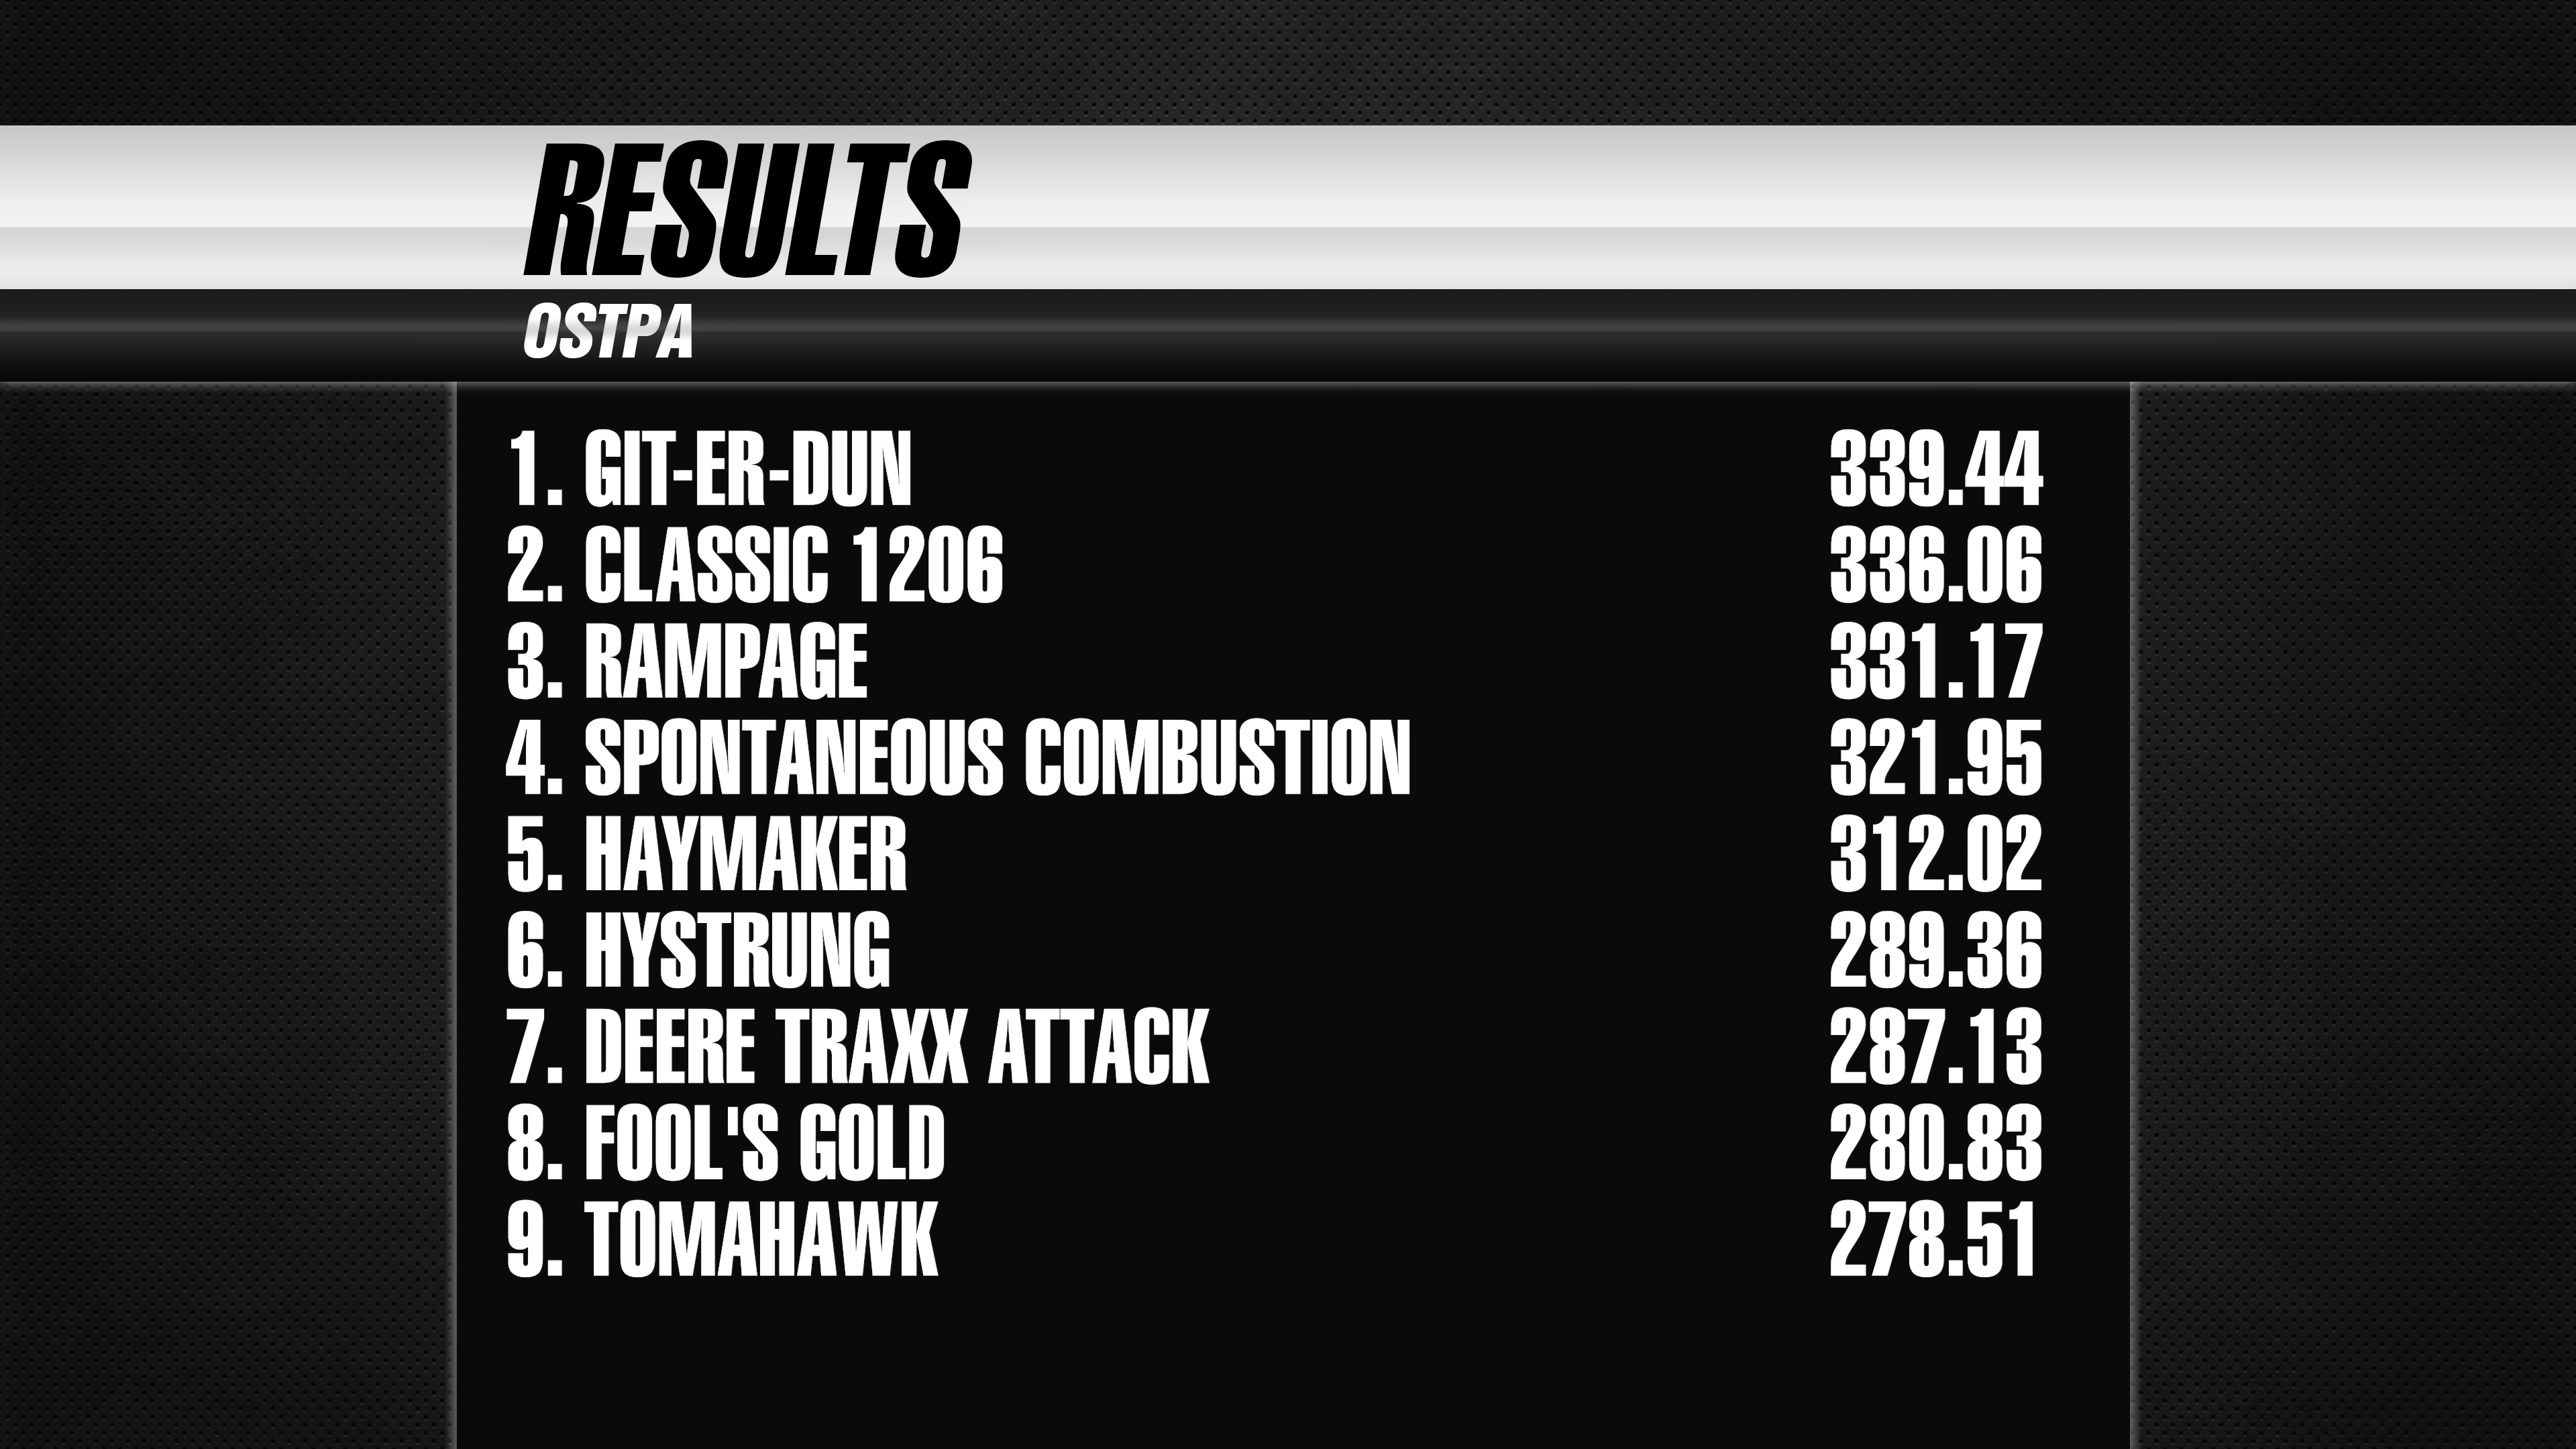 RESULTS
OSTPA
1. GIT-ER-DUN 339.44
2. CLASSIC 1206 336.06
3. RAMPAGE 331.17
4. SPONTANEOUS COMBUSTION 321.95
5. HAYMAKER 312.02
6. HYSTRUNG 289.36
7. DEERE TRAXX ATTACK 287.13
8. FOOL'S GOLD 280.83
9. TOMAHAWK 278.51